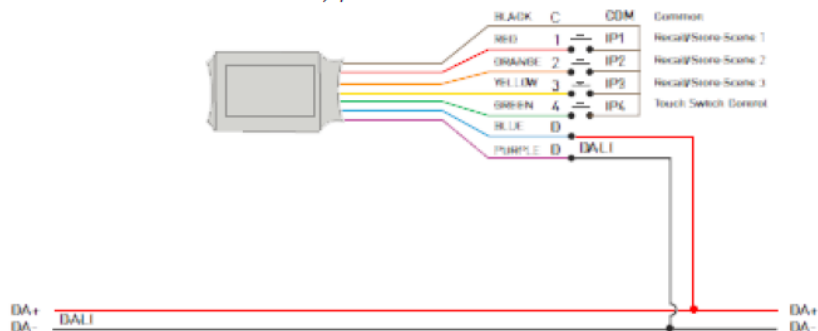 BLACK C COM Common
RED 1 IP1 Recall/Store Scene 1
ORANGE 2 IP2 Recall/Store Scene 2
YELLOW 3 IP3 Recall/Store Scene 3
GREEN 4 IP4 Touch Switch Control
BLUE D
PURPLE D DALI
DA+ DA+
DALI
DA- DA-